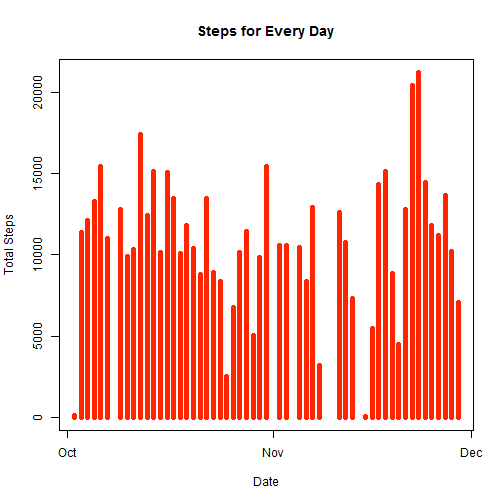 Steps for Every Day
Total Steps
20000
15000
10000
5000
0
Oct
Nov
Dec
Date